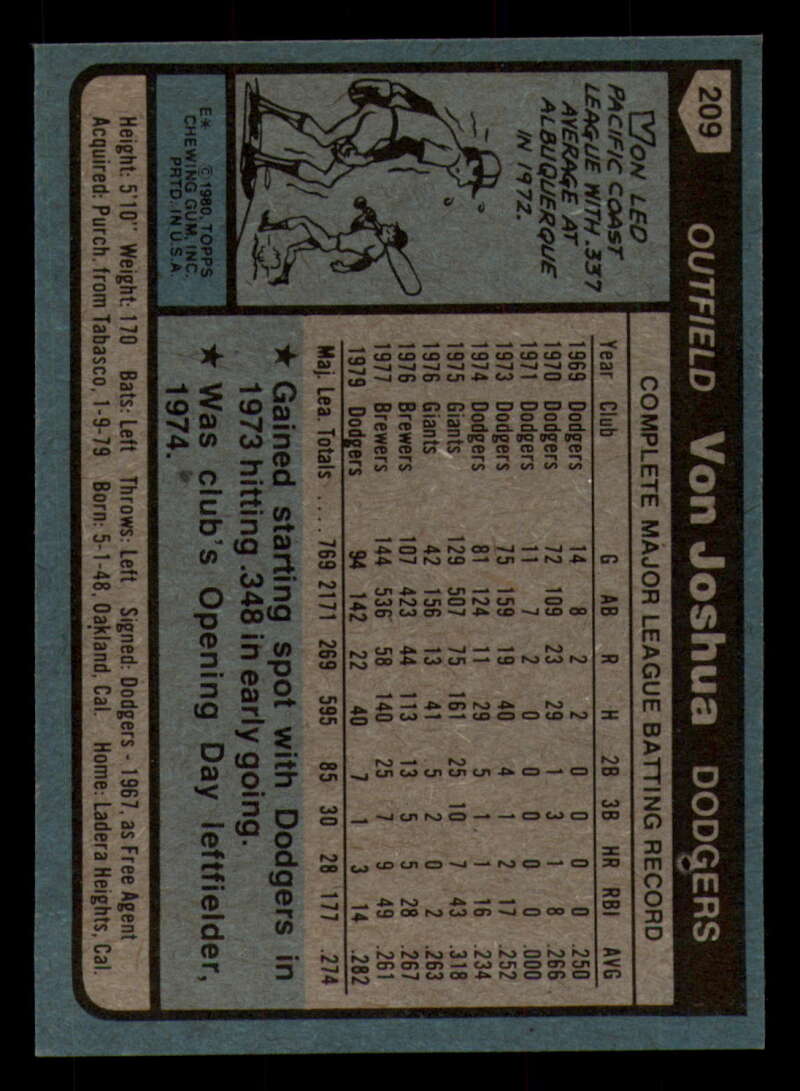 209
OUTFIELD Von Joshua DODGERS
VON LED
PACIFIC COAST
LEAGUE WITH .337
AVERAGE AT
ALBUQUERQUE
IN 1972.
E* © 1980, TOPPS
CHEWING GUM, INC.
PRTD. IN U.S.A.
COMPLETE MAJOR LEAGUE BATTING RECORD
Year Club G AB R H 2B 3B HR RBI AVG
1969 Dodgers 14 8 2 2 0 0 0 0 .250
1970 Dodgers 72 109 23 29 1 3 1 8 .266
1971 Dodgers 11 7 2 0 0 0 0 0 .000
1973 Dodgers 75 159 19 40 4 1 2 17 .252
1974 Dodgers 81 124 11 29 5 1 1 16 .234
1975 Giants 129 507 75 161 25 10 7 43 .318
1976 Giants 42 156 13 41 5 2 0 2 .263
1976 Brewers 107 423 44 113 13 5 5 28 .267
1977 Brewers 144 536 58 140 25 7 9 49 .261
1979 Dodgers 94 142 22 40 7 1 3 14 .282
Maj. Lea. Totals ..... 769 2171 269 595 85 30 28 177 .274
★ Gained starting spot with Dodgers in
1973 hitting .348 in early going.
★ Was club's Opening Day leftfielder,
1974.
Height: 5'10" Weight: 170 Bats: Left Throws: Left Signed: Dodgers - 1967, as Free Agent
Acquired: Purch. from Tabasco, 1-9-79 Born: 5-1-48, Oakland, Cal. Home: Ladera Heights, Cal.